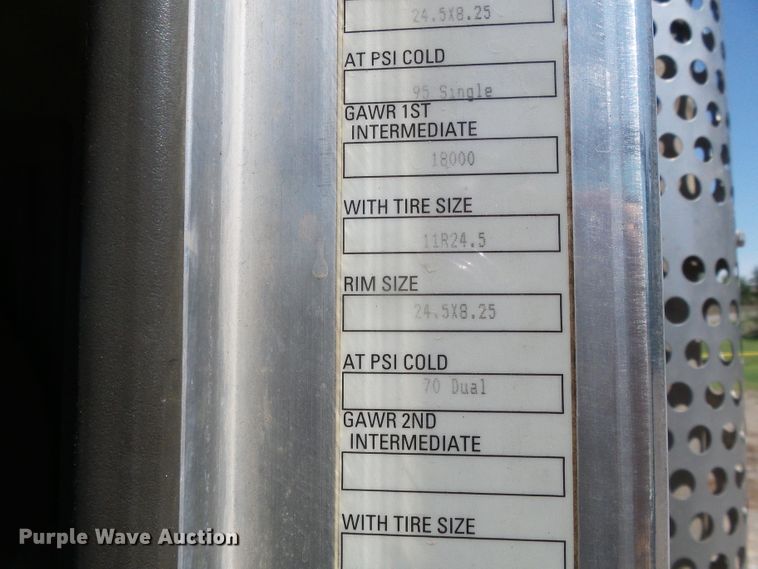 24.5X8.25
AT PSI COLD
95 Single
GAWR 1ST
INTERMEDIATE
18000
WITH TIRE SIZE
11R24.5
RIM SIZE
24.5X8.25
AT PSI COLD
70 Dual
GAWR 2ND
INTERMEDIATE
WITH TIRE SIZE
Purple Wave Auction